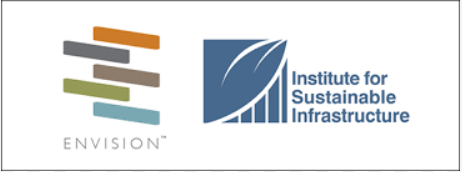 ENVISION™
Institute for
Sustainable
Infrastructure